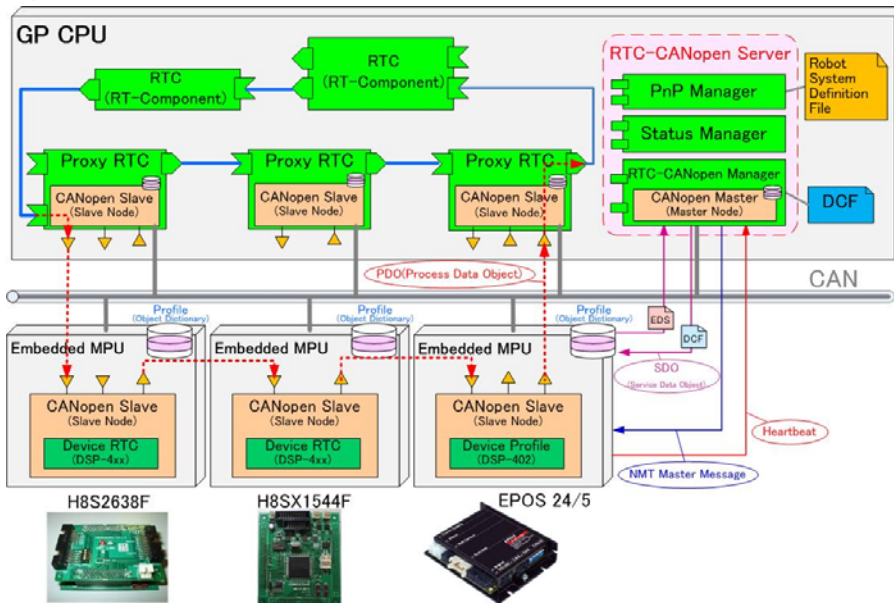 GP CPU
RTC
(RT-Component)
RTC
(RT-Component)
RTC-CANopen Server
PnP Manager
Status Manager
RTC-CANopen Manager
CANopen Master
(Master Node)
Robot
System
Definition
File
DCF
Proxy RTC
CANopen Slave
(Slave Node)
Proxy RTC
CANopen Slave
(Slave Node)
Proxy RTC
CANopen Slave
(Slave Node)
PDO(Process Data Object)
CAN
Profile
(Object Dictionary)
Profile
(Object Dictionary)
Profile
(Object Dictionary)
EDS
DCF
SDO
(Service Data Object)
Heartbeat
NMT Master Message
Embedded MPU
CANopen Slave
(Slave Node)
Device RTC
(DSP-4xx)
Embedded MPU
CANopen Slave
(Slave Node)
Device RTC
(DSP-4xx)
Embedded MPU
CANopen Slave
(Slave Node)
Device Profile
(DSP-402)
H8S2638F
H8SX1544F
EPOS 24/5